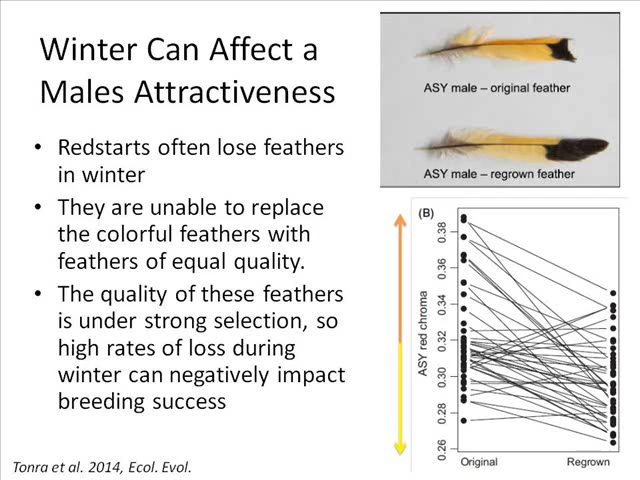 Winter Can Affect a
Males Attractiveness
• Redstarts often lose feathers
in winter
• They are unable to replace
the colorful feathers with
feathers of equal quality.
• The quality of these feathers
is under strong selection, so
high rates of loss during
winter can negatively impact
breeding success
Tonra et al. 2014, Ecol. Evol.
ASY male – original feather
ASY male – regrown feather
(B)
ASY red chroma
0.38
0.36
0.34
0.32
0.30
0.28
0.26
Original Regrown